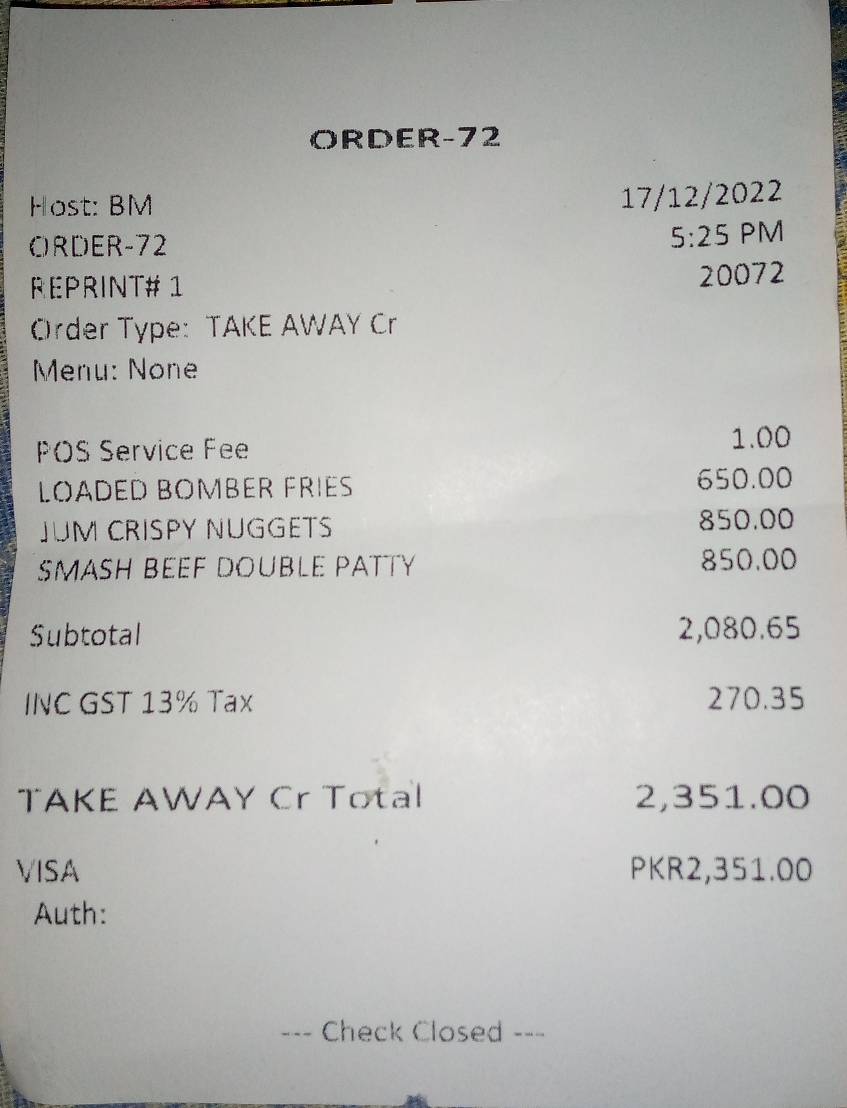 ORDER-72
Host: BM 17/12/2022
ORDER-72 5:25 PM
REPRINT# 1 20072
Order Type: TAKE AWAY Cr
Menu: None
POS Service Fee 1.00
LOADED BOMBER FRIES 650.00
JUM CRISPY NUGGETS 850.00
SMASH BEEF DOUBLE PATTY 850.00
Subtotal 2,080.65
INC GST 13% Tax 270.35
TAKE AWAY Cr Total 2,351.00
VISA PKR2,351.00
Auth:
--- Check Closed ---